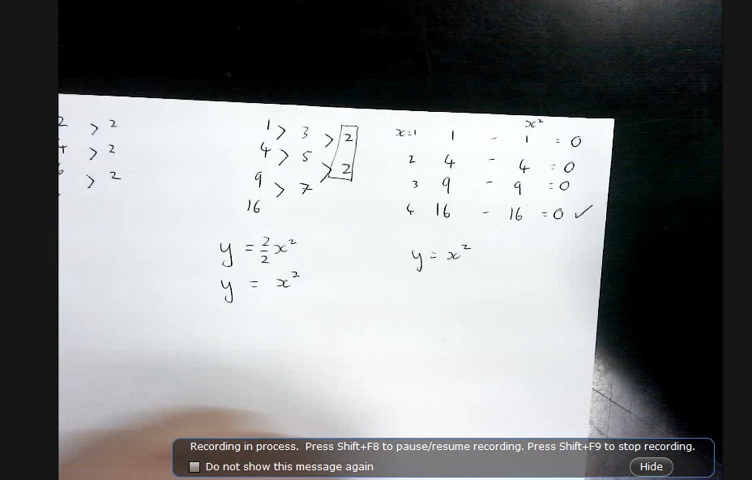 2 > 2
4 > 2
6 > 2
1 > 3 > 2
4 > 5
9 > 7 > 2
16
y = 2/2 x²
y = x²
x²
x=1 1 - 1 = 0
2 4 - 4 = 0
3 9 - 9 = 0
4 16 - 16 = 0 ✓
y = x²
Recording in process. Press Shift+F8 to pause/resume recording. Press Shift+F9 to stop recording.
Do not show this message again
Hide